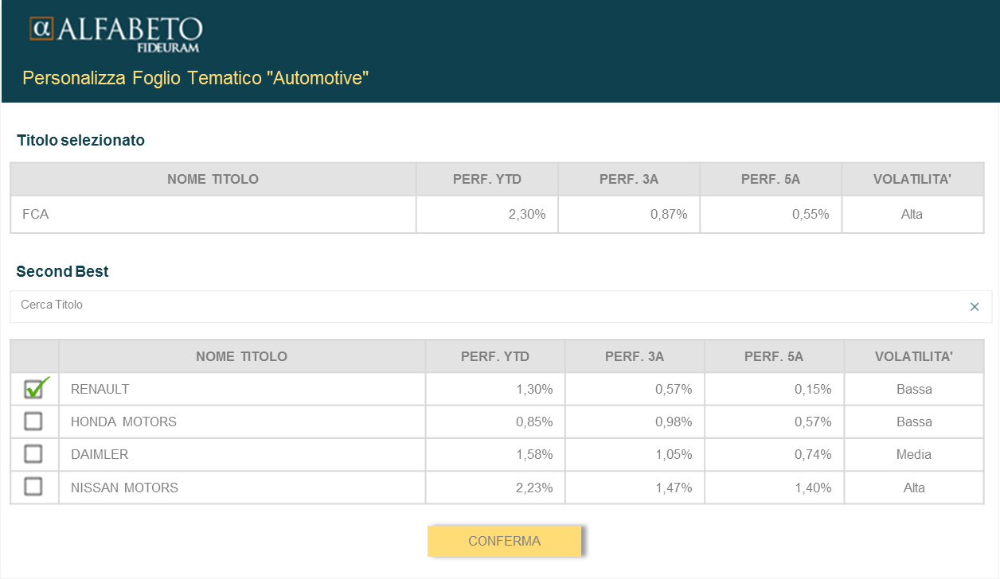 αALFABETO
FIDEURAM
Personalizza Foglio Tematico "Automotive"
Titolo selezionato
NOME TITOLO PERF. YTD PERF. 3A PERF. 5A VOLATILITA'
FCA 2,30% 0,87% 0,55% Alta
Second Best
Cerca Titolo ×
NOME TITOLO PERF. YTD PERF. 3A PERF. 5A VOLATILITA'
RENAULT 1,30% 0,57% 0,15% Bassa
HONDA MOTORS 0,85% 0,98% 0,57% Bassa
DAIMLER 1,58% 1,05% 0,74% Media
NISSAN MOTORS 2,23% 1,47% 1,40% Alta
CONFERMA